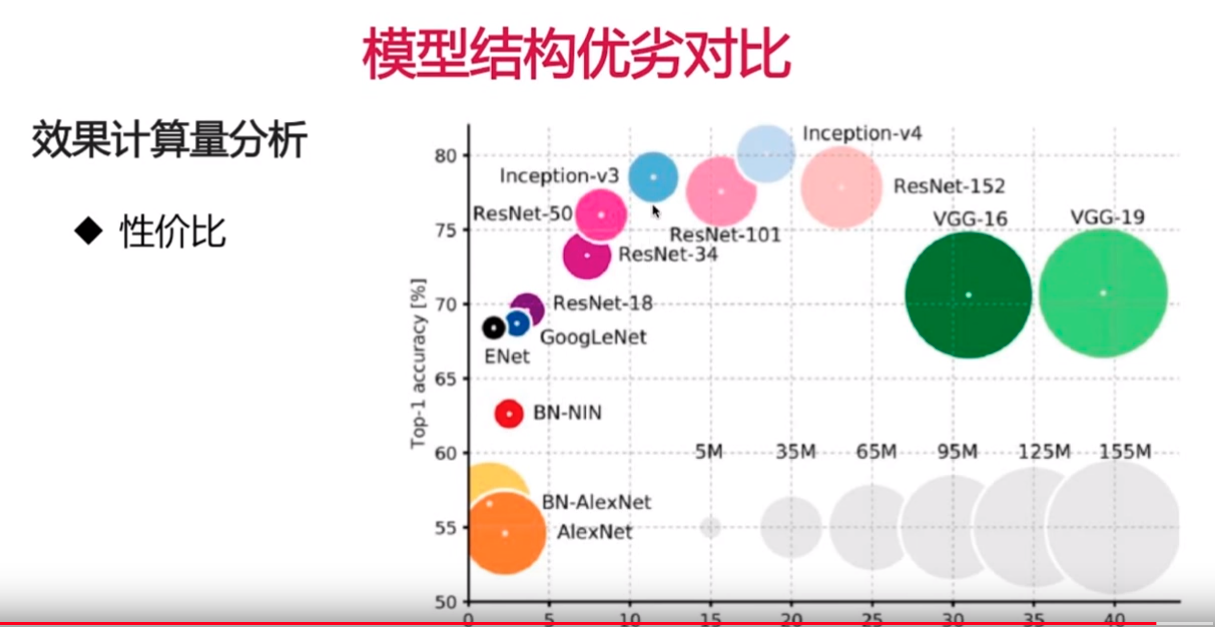 模型结构优劣对比
效果计算量分析
◆ 性价比
Top-1 accuracy [%]
80
75
70
65
60
55
50
Inception-v4
Inception-v3
ResNet-152
ResNet-50
VGG-16
VGG-19
ResNet-101
ResNet-34
ResNet-18
GoogLeNet
ENet
BN-NIN
5M 35M 65M 95M 125M 155M
BN-AlexNet
AlexNet
0 5 10 15 20 25 30 35 40